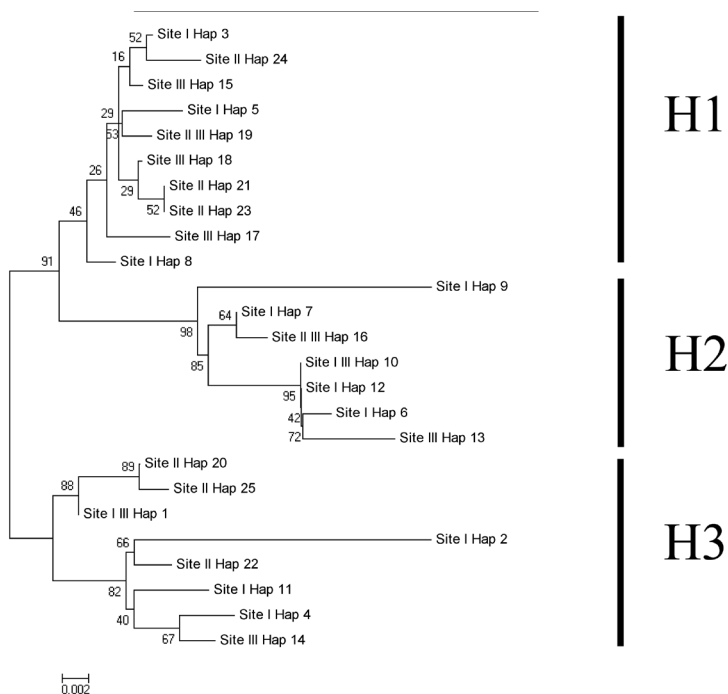 52
Site I Hap 3
16
Site II Hap 24
Site III Hap 15
29
Site I Hap 5
53
Site II III Hap 19
H1
Site III Hap 18
26
29
Site II Hap 21
52
Site II Hap 23
46
Site III Hap 17
91
Site I Hap 8
Site I Hap 9
98
64
Site I Hap 7
Site II III Hap 16
85
H2
Site I III Hap 10
95
Site I Hap 12
42
Site I Hap 6
72
Site III Hap 13
89
Site II Hap 20
88
Site II Hap 25
Site I III Hap 1
66
Site I Hap 2
H3
Site II Hap 22
82
Site I Hap 11
40
Site I Hap 4
67
Site III Hap 14
0.002